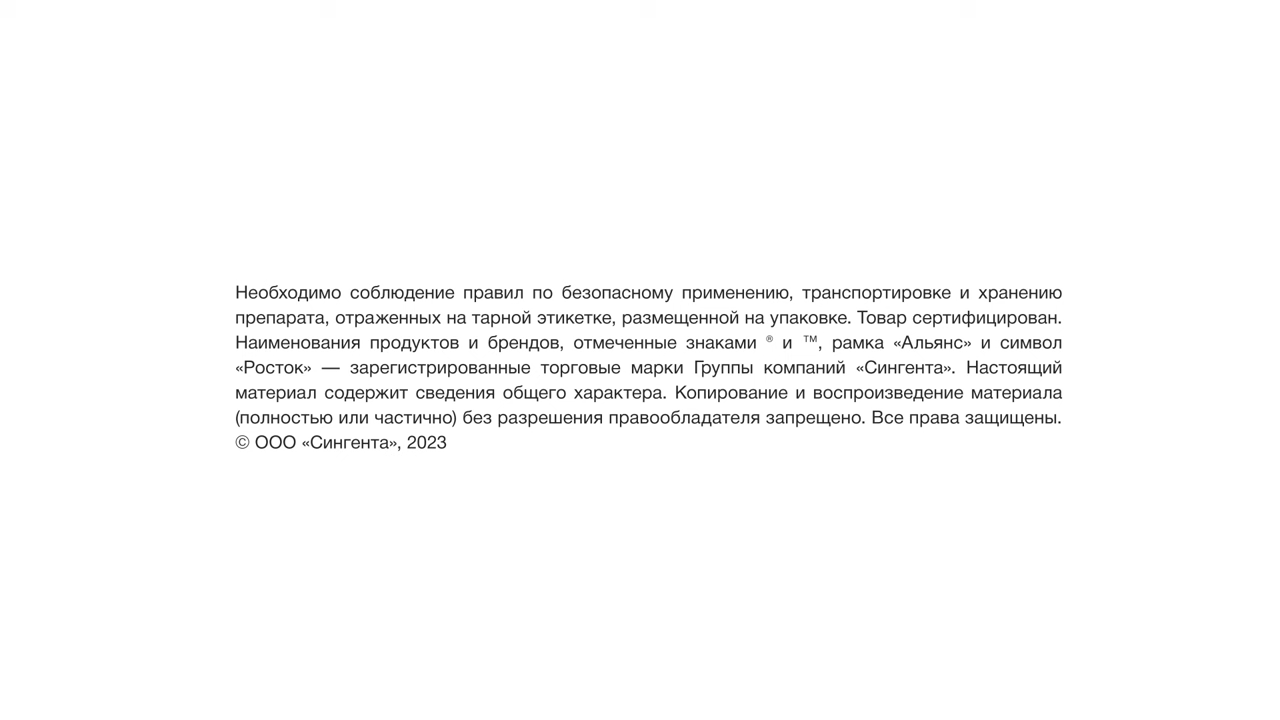 Необходимо соблюдение правил по безопасному применению, транспортировке и хранению
препарата, отраженных на тарной этикетке, размещенной на упаковке. Товар сертифицирован.
Наименования продуктов и брендов, отмеченные знаками ® и ™, рамка «Альянс» и символ
«Росток» — зарегистрированные торговые марки Группы компаний «Сингента». Настоящий
материал содержит сведения общего характера. Копирование и воспроизведение материала
(полностью или частично) без разрешения правообладателя запрещено. Все права защищены.
© ООО «Сингента», 2023